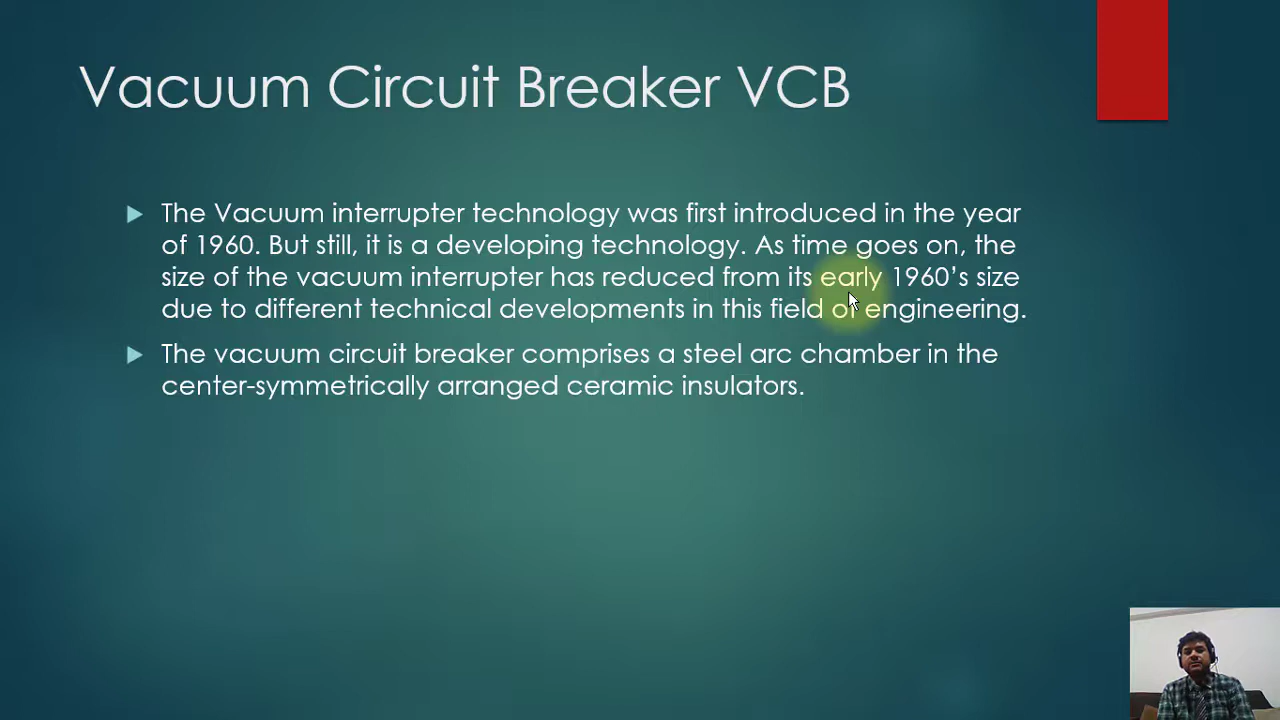 Vacuum Circuit Breaker VCB
The Vacuum interrupter technology was first introduced in the year
of 1960. But still, it is a developing technology. As time goes on, the
size of the vacuum interrupter has reduced from its early 1960’s size
due to different technical developments in this field of engineering.
The vacuum circuit breaker comprises a steel arc chamber in the
center-symmetrically arranged ceramic insulators.